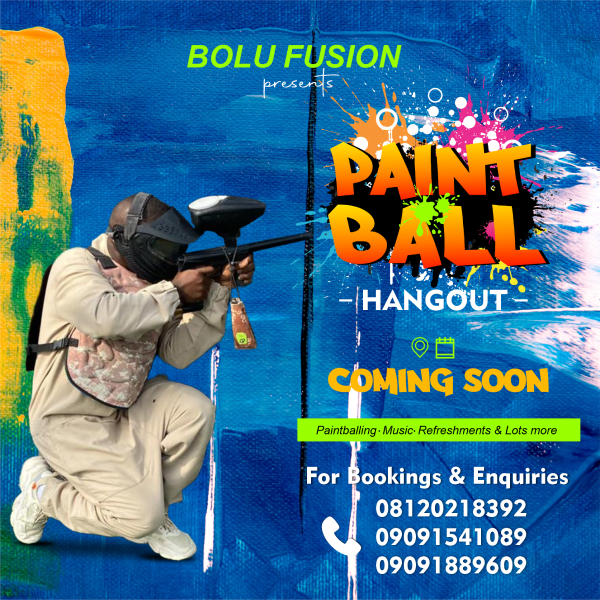 BOLU FUSION
presents
PAINT
BALL
- HANGOUT -
COMING SOON
Paintballing· Music· Refreshments & Lots more
For Bookings & Enquiries
08120218392
09091541089
09091889609